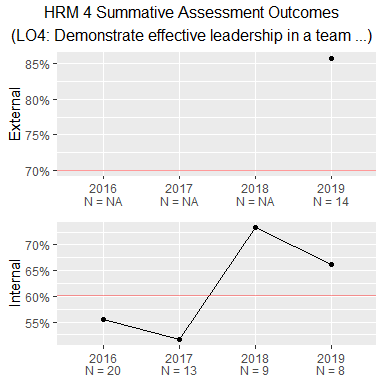 HRM 4 Summative Assessment Outcomes
(LO4: Demonstrate effective leadership in a team ...)
External
85%
80%
75%
70%
2016 2017 2018 2019
N = NA N = NA N = NA N = 14
Internal
70%
65%
60%
55%
2016 2017 2018 2019
N = 20 N = 13 N = 9 N = 8